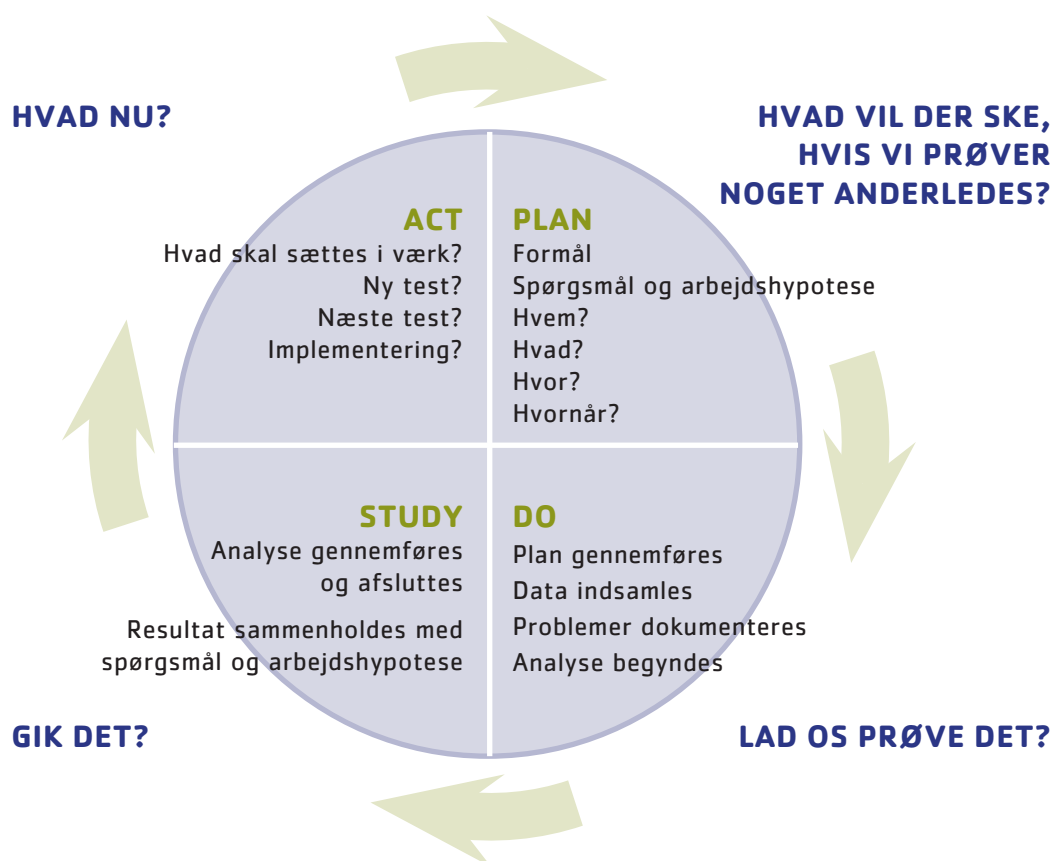 HVAD NU?
HVAD VIL DER SKE,
HVIS VI PRØVER
NOGET ANDERLEDES?
ACT
Hvad skal sættes i værk?
Ny test?
Næste test?
Implementering?
PLAN
Formål
Spørgsmål og arbejdshypotese
Hvem?
Hvad?
Hvor?
Hvornår?
STUDY
Analyse gennemføres
og afsluttes
Resultat sammenholdes med
spørgsmål og arbejdshypotese
DO
Plan gennemføres
Data indsamles
Problemer dokumenteres
Analyse begyndes
GIK DET?
LAD OS PRØVE DET?